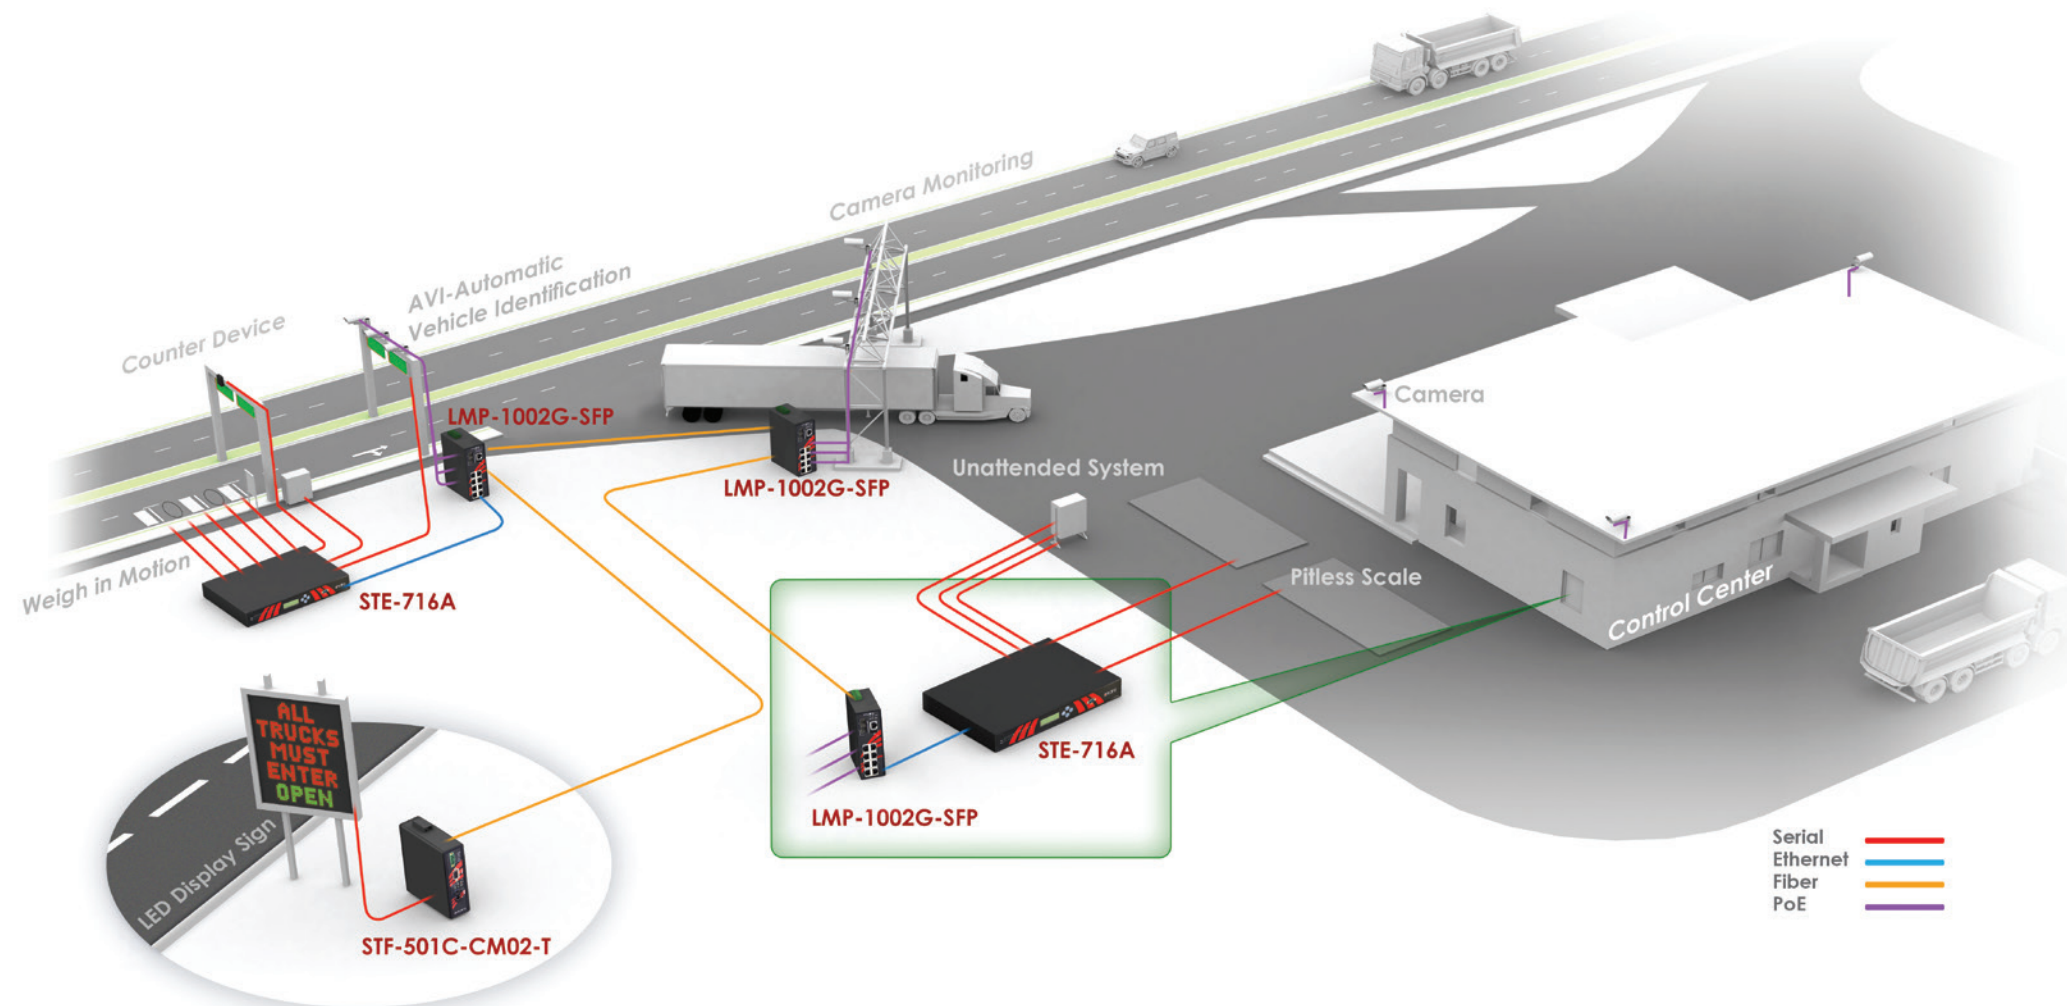 Camera Monitoring
AVI-Automatic
Vehicle Identification
Counter Device
LMP-1002G-SFP
Camera
Unattended System
LMP-1002G-SFP
Weigh in Motion
STE-716A
Pitless Scale
Control Center
ALL
TRUCKS
MUST
ENTER
OPEN
STE-716A
LMP-1002G-SFP
LED Display Sign
STF-501C-CM02-T
Serial
Ethernet
Fiber
PoE